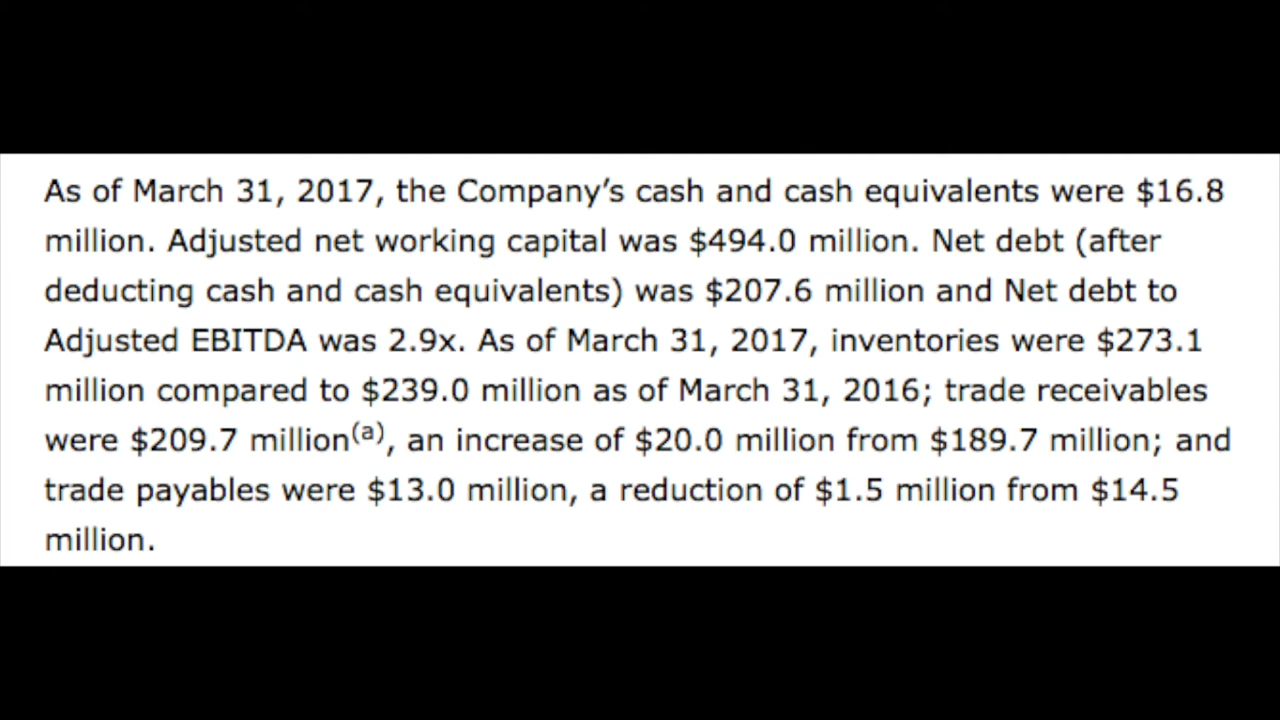 As of March 31, 2017, the Company’s cash and cash equivalents were $16.8
million. Adjusted net working capital was $494.0 million. Net debt (after
deducting cash and cash equivalents) was $207.6 million and Net debt to
Adjusted EBITDA was 2.9x. As of March 31, 2017, inventories were $273.1
million compared to $239.0 million as of March 31, 2016; trade receivables
were $209.7 million(a), an increase of $20.0 million from $189.7 million; and
trade payables were $13.0 million, a reduction of $1.5 million from $14.5
million.